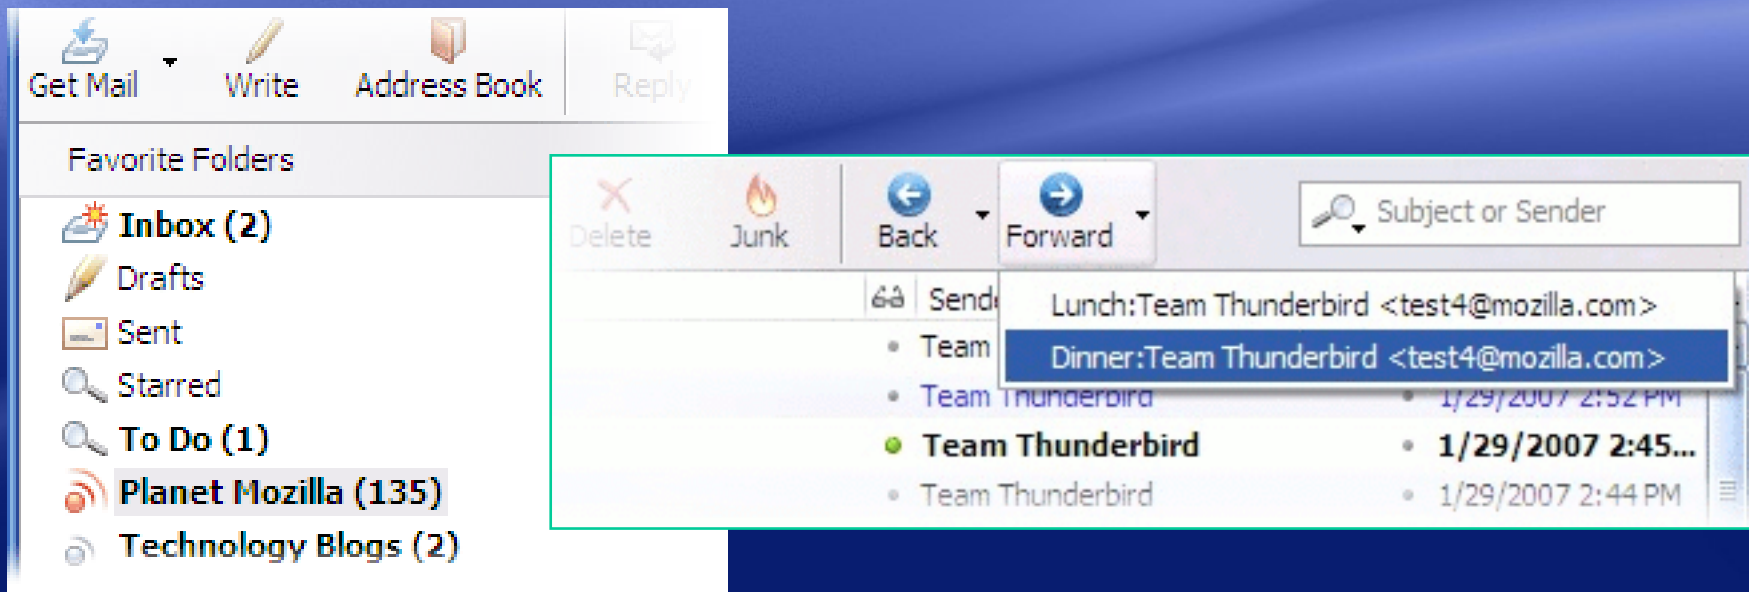 Get Mail Write Address Book Reply
Favorite Folders
Inbox (2)
Drafts
Sent
Starred
To Do (1)
Planet Mozilla (135)
Technology Blogs (2)
Delete Junk Back Forward Subject or Sender
Sende
Lunch:Team Thunderbird <test4@mozilla.com>
Dinner:Team Thunderbird <test4@mozilla.com>
Team
Team Thunderbird 1/29/2007 2:52 PM
Team Thunderbird 1/29/2007 2:45...
Team Thunderbird 1/29/2007 2:44 PM